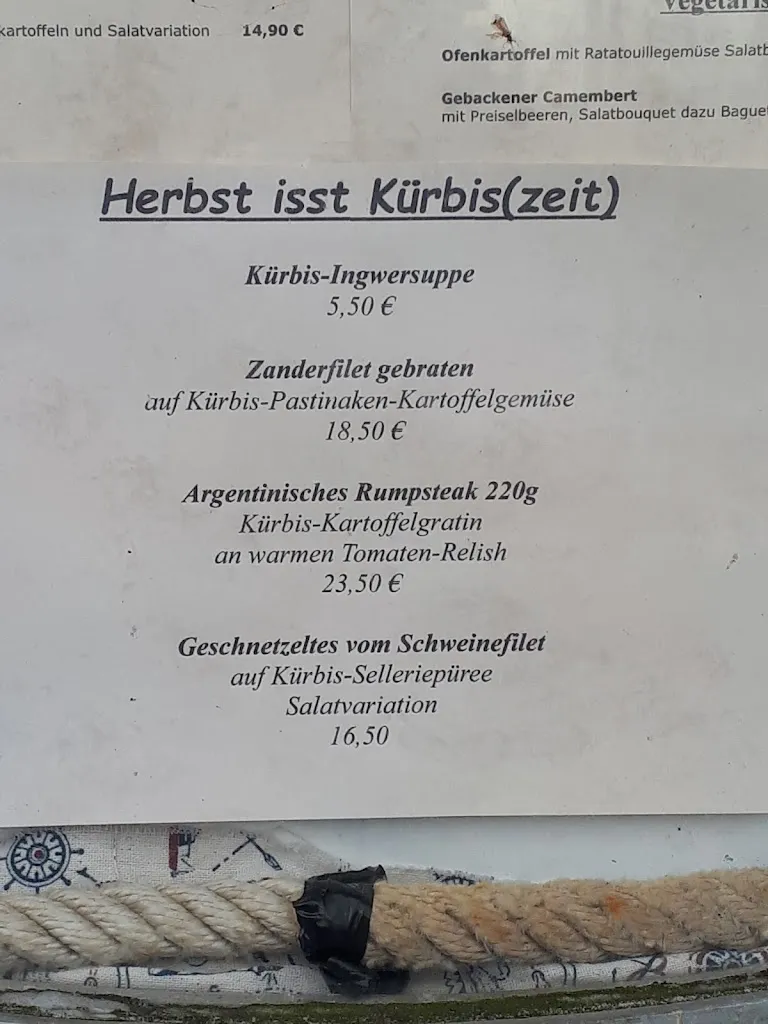 kartoffeln und Salatvariation 14,90 €
Ofenkartoffel mit Ratatouillegemüse
Gebackener Camembert
mit Preiselbeeren, Salatbouquet dazu
Herbst isst Kürbis(zeit)
Kürbis-Ingwersuppe
5,50 €
Zanderfilet gebraten
auf Kürbis-Pastinaken-Kartoffelgemüse
18,50 €
Argentinisches Rumpsteak 220g
Kürbis-Kartoffelgratin
an warmen Tomaten-Relish
23,50 €
Geschnetzeltes vom Schweinefilet
auf Kürbis-Selleriepüree
Salatvariation
16,50